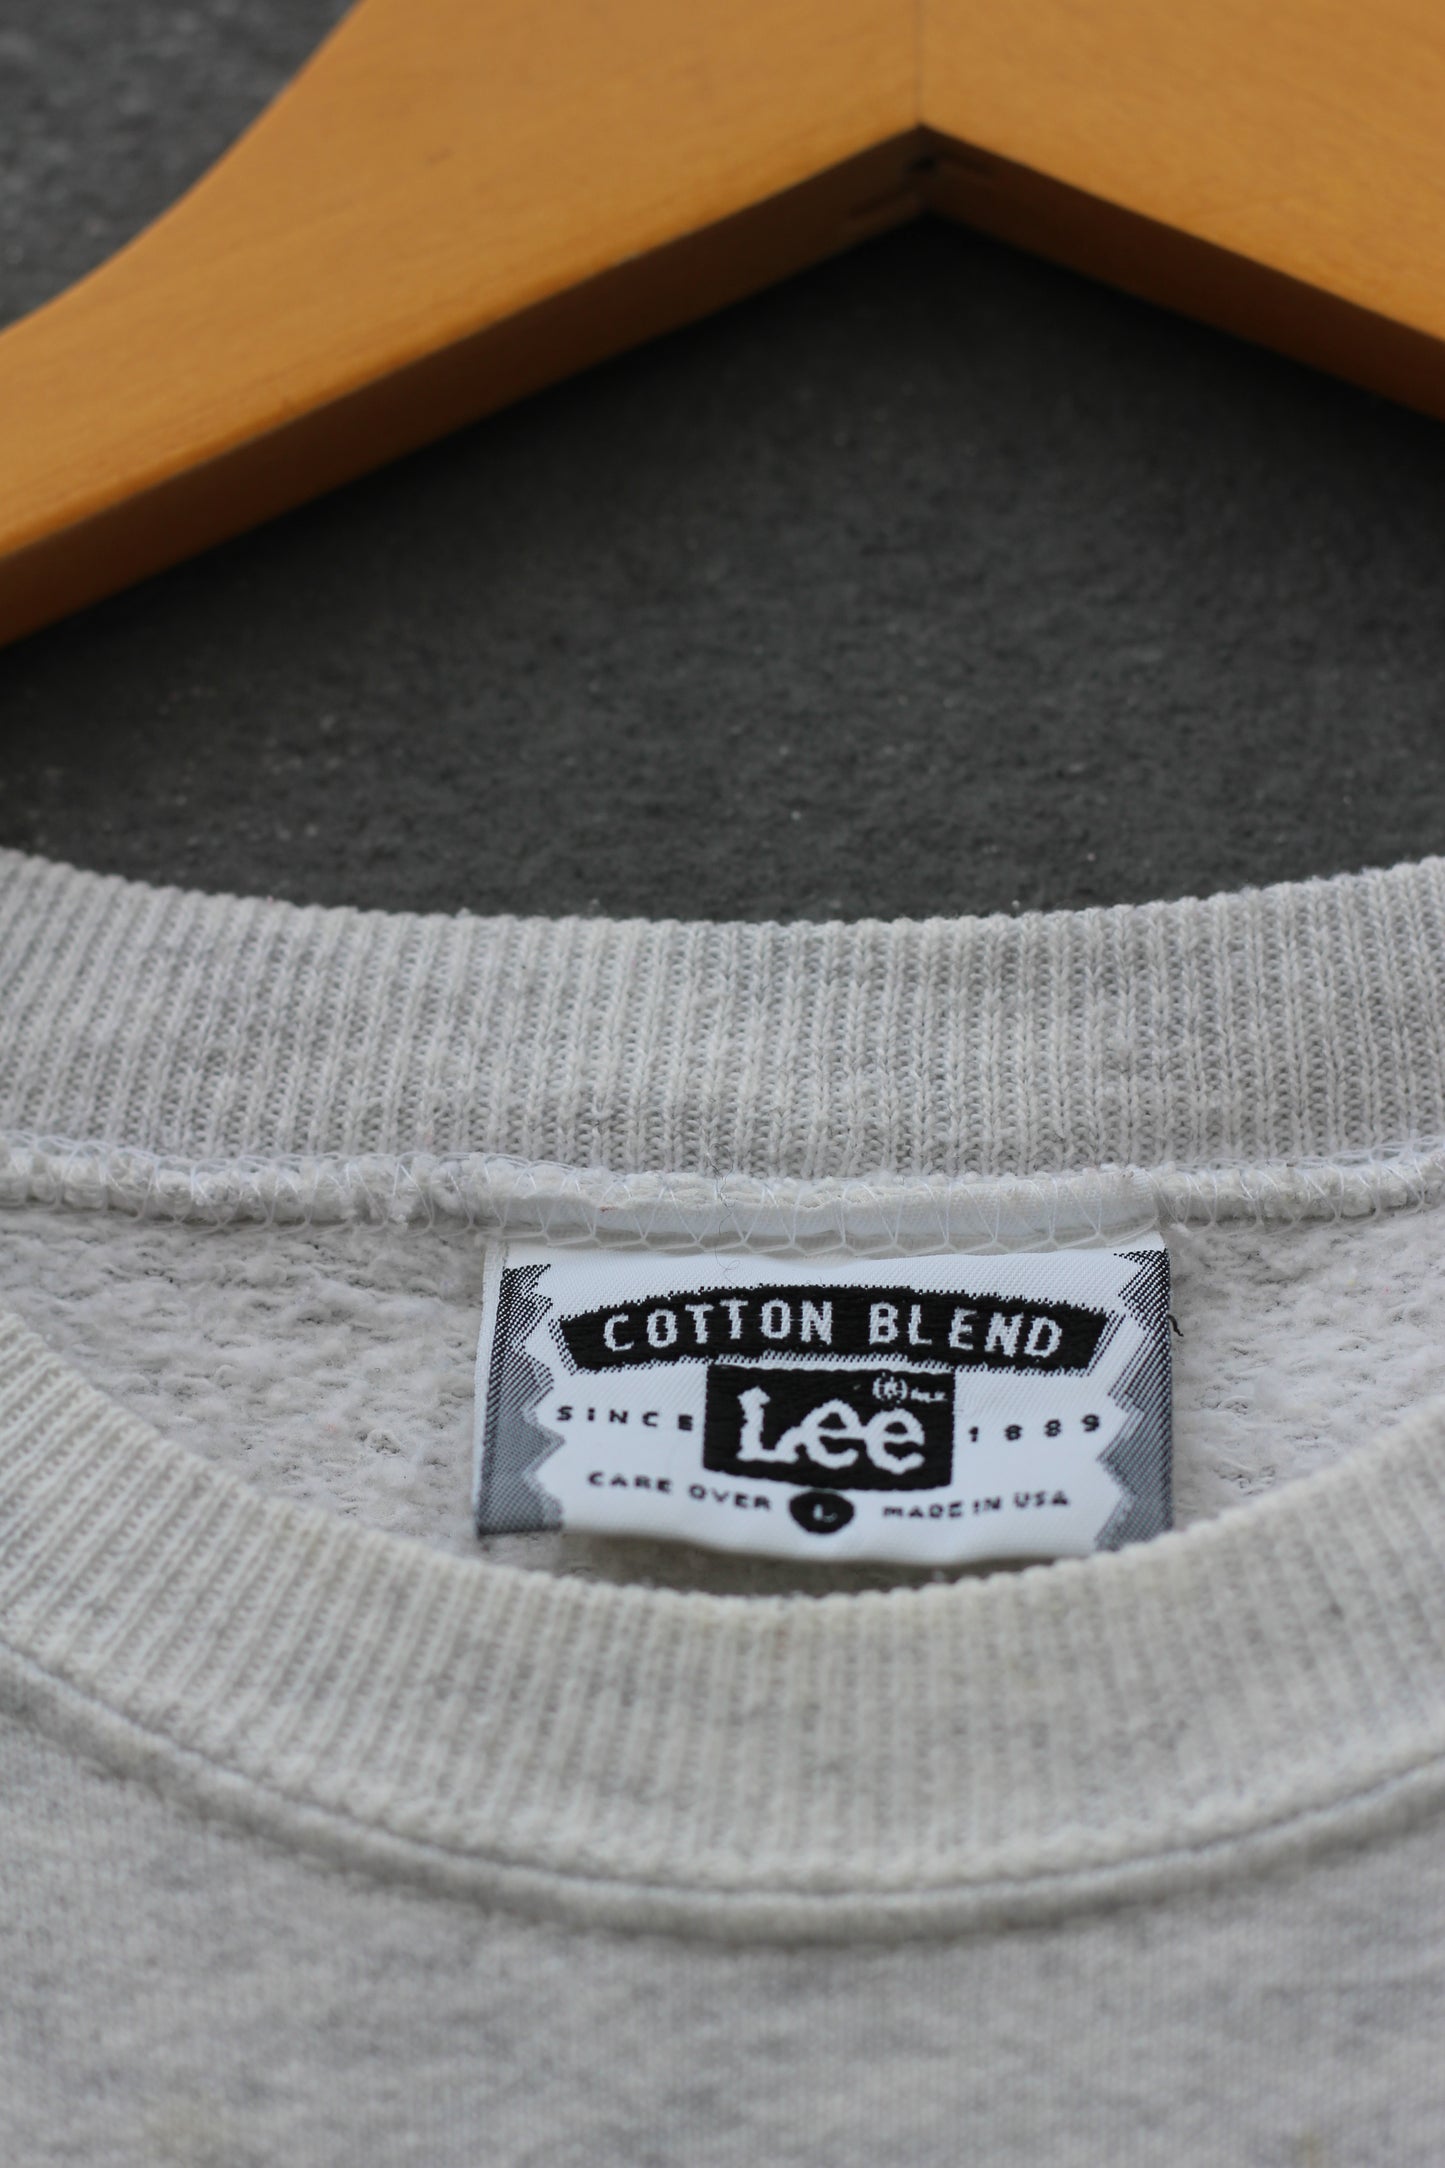 COTTON BLEND
SINCE Lee ® 1889
CARE OVER L MADE IN USA